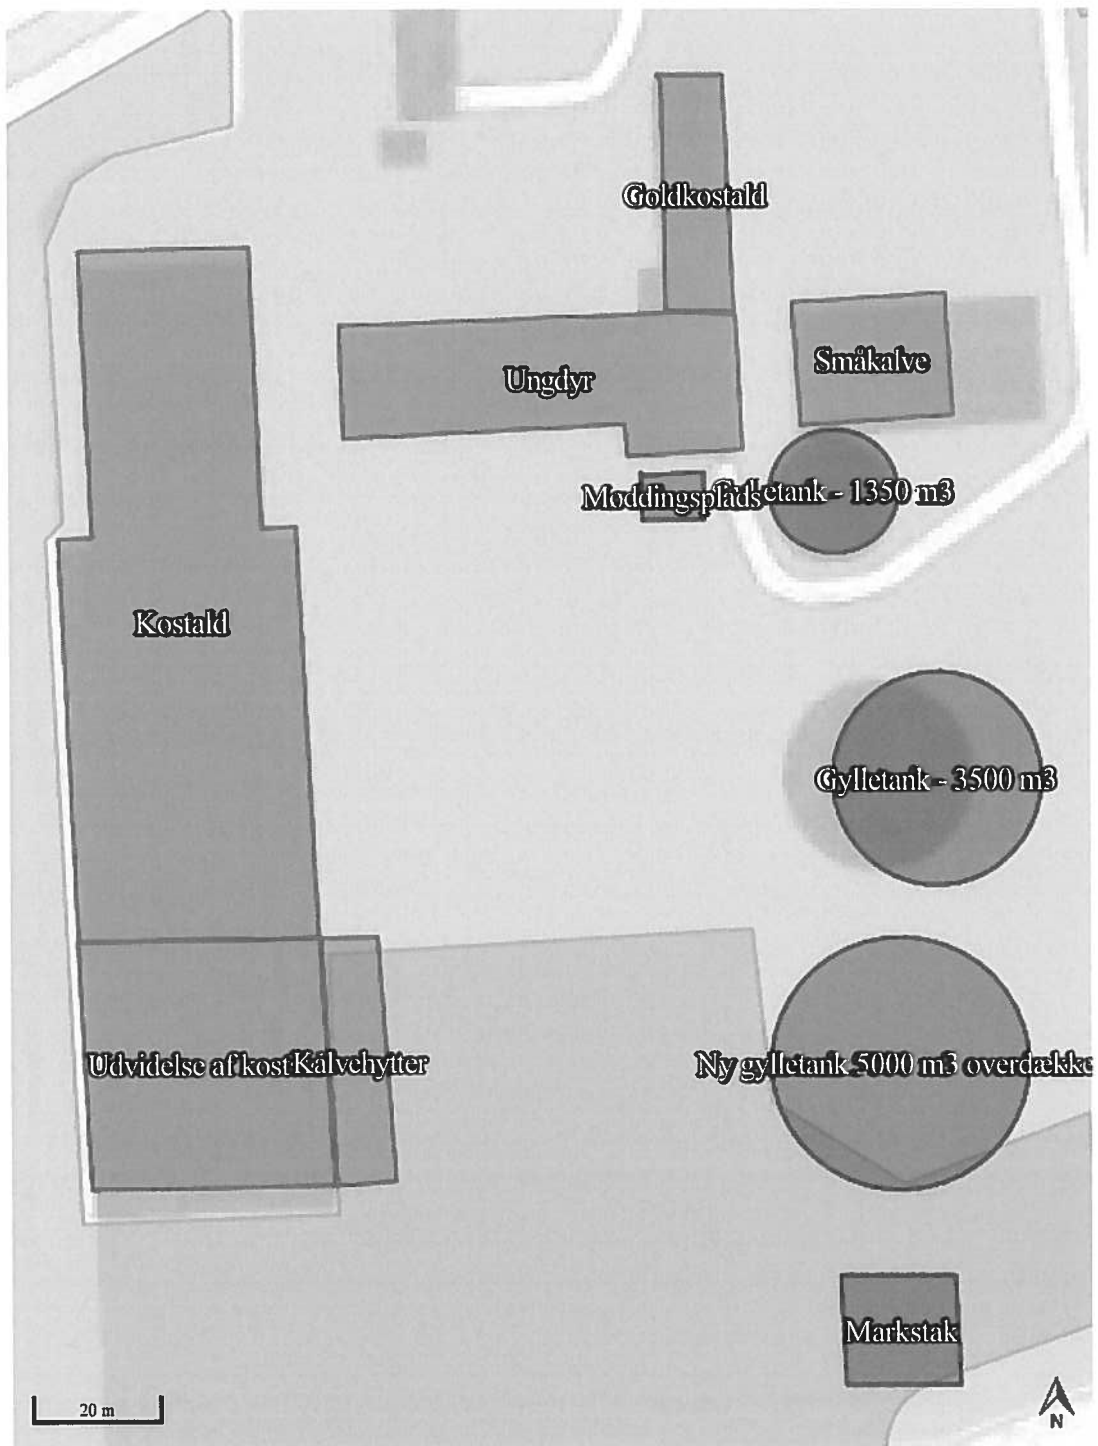 Goldkostald
Småkalve
Ungdyr
Møddingsplads
etank - 1350 m3
Kostald
Gylletank - 3500 m3
Udvidelse af kost
Kalvehytter
Ny gylletank 5000 m3 overdække
Markstak
20 m
N